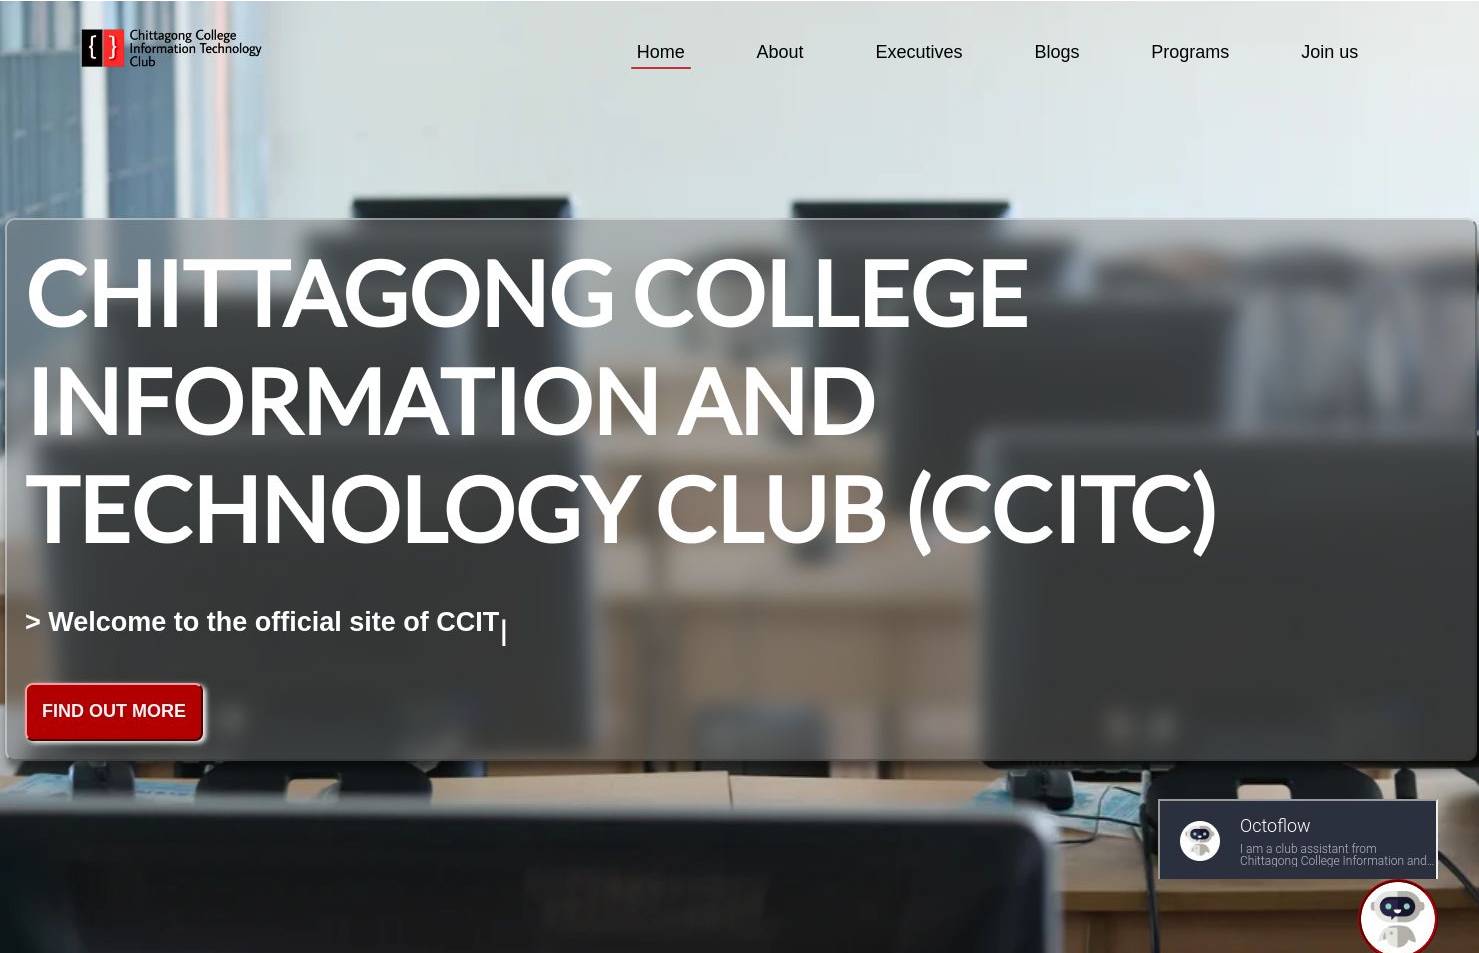 { }
Chittagong College
Information Technology
Club
Home
About
Executives
Blogs
Programs
Join us
CHITTAGONG COLLEGE
INFORMATION AND
TECHNOLOGY CLUB (CCITC)
> Welcome to the official site of CCIT|
FIND OUT MORE
Octoflow
I am a club assistant from
Chittagong College Information and...